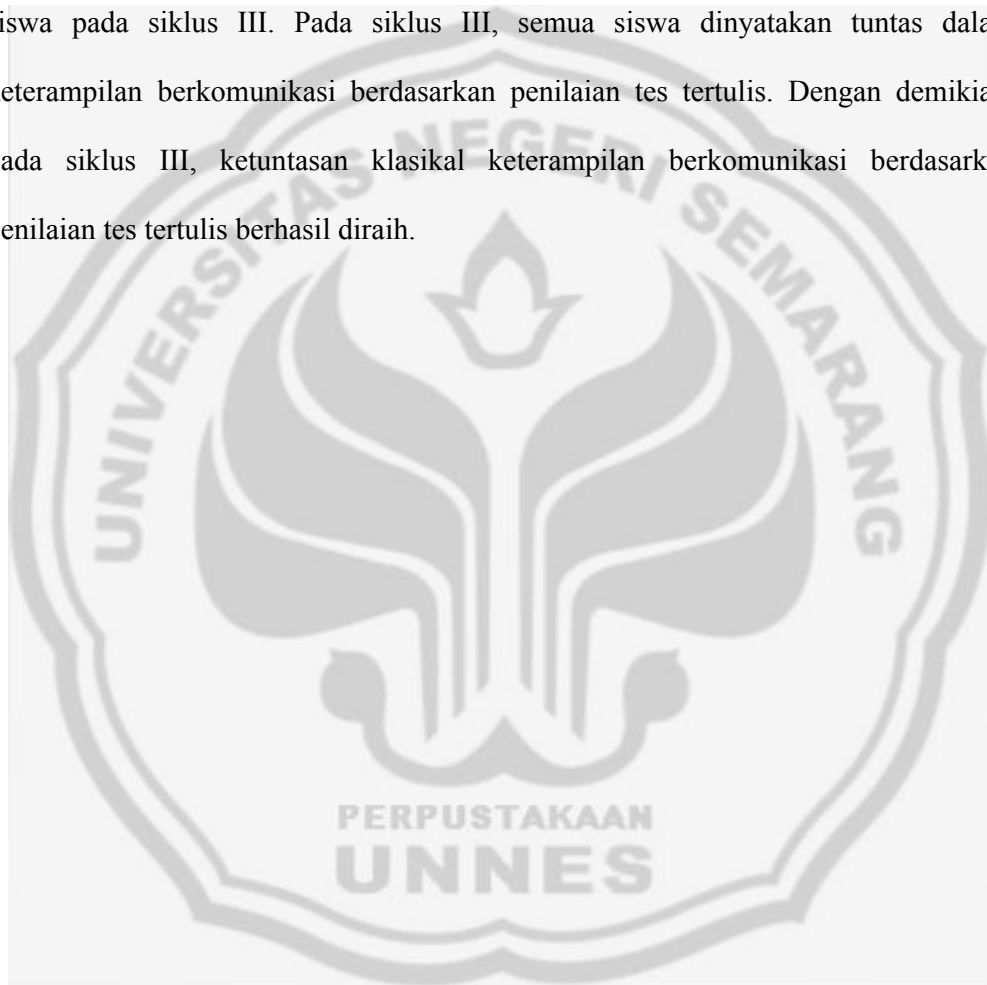 iswa pada siklus III. Pada siklus III, semua siswa dinyatakan tuntas dala
keterampilan berkomunikasi berdasarkan penilaian tes tertulis. Dengan demikia
ada siklus III, ketuntasan klasikal keterampilan berkomunikasi berdasark
enilaian tes tertulis berhasil diraih.
UNIVERSITAS NEGERI SEMARANG
PERPUSTAKAAN
UNNES